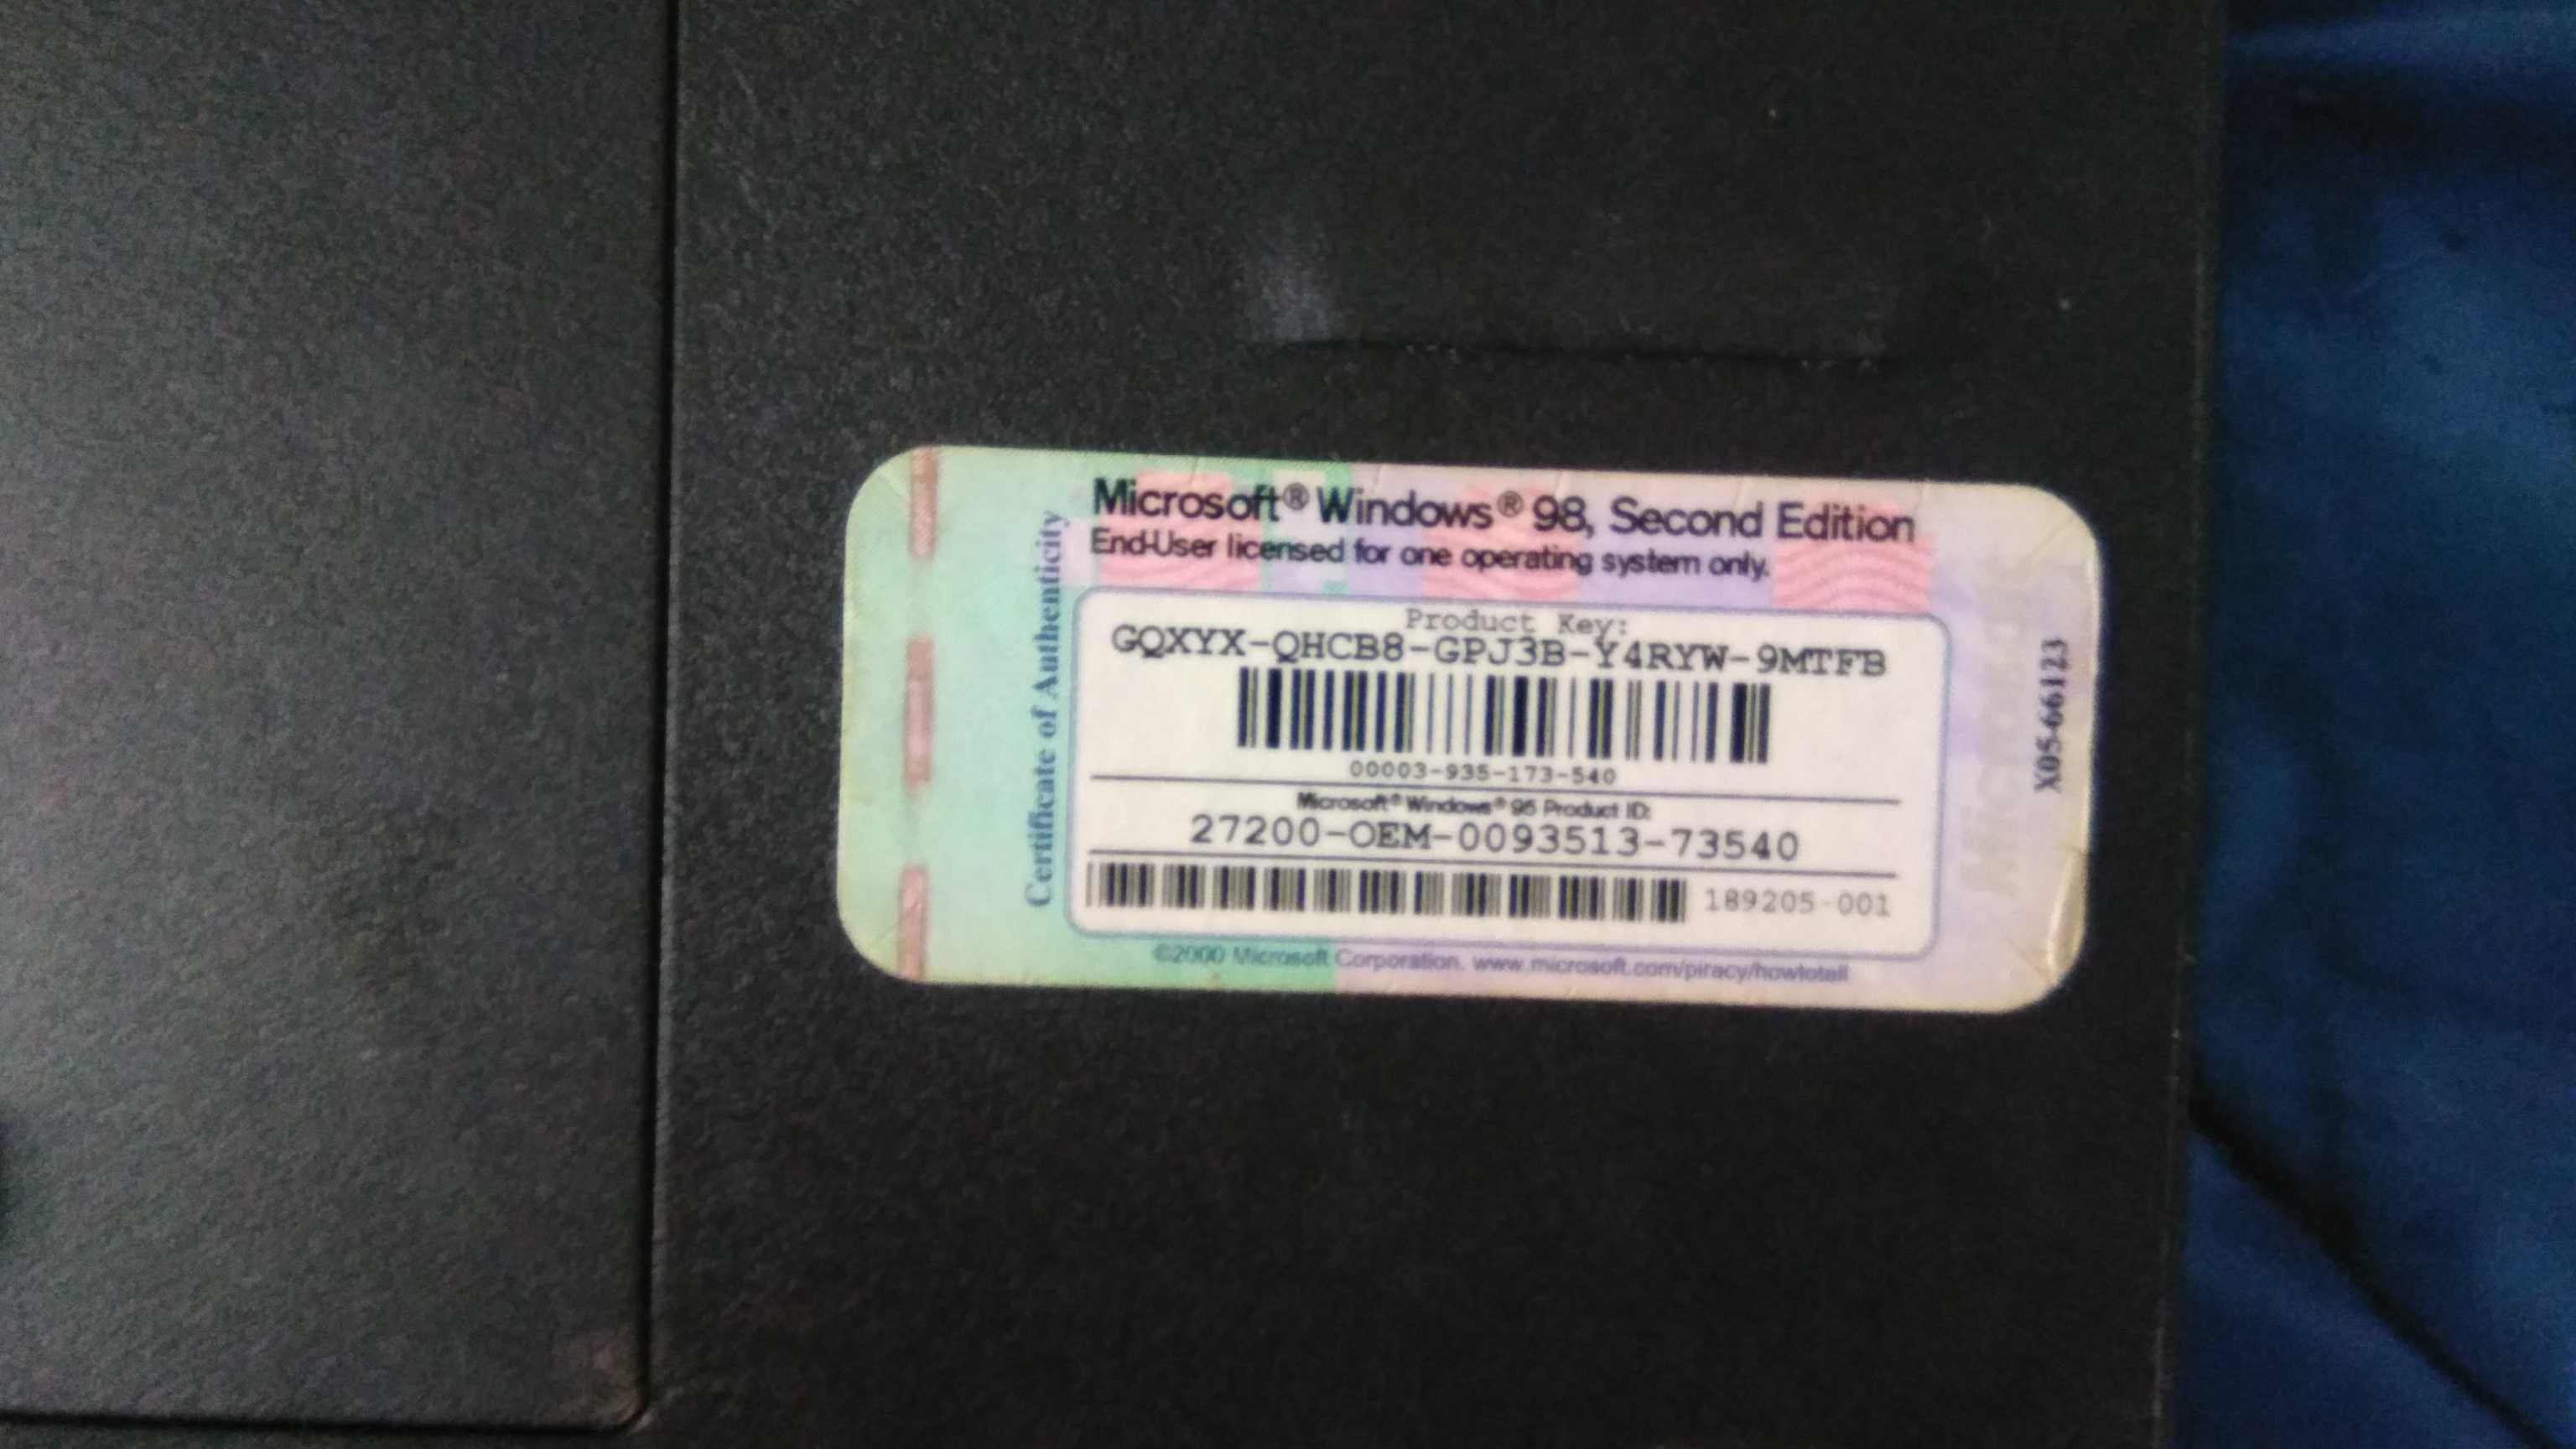 Microsoft® Windows® 98, Second Edition
End-User licensed for one operating system only.
Certificate of Authenticity
Product Key:
GQXYX-QHCB8-GPJ3B-Y4RYW-9MTFB
00003-935-173-540
Microsoft® Windows® 95 Product ID:
27200-OEM-0093513-73540
189205-001
©2000 Microsoft Corporation. www.microsoft.com/piracy/howtotell
X05-66123
Microsoft